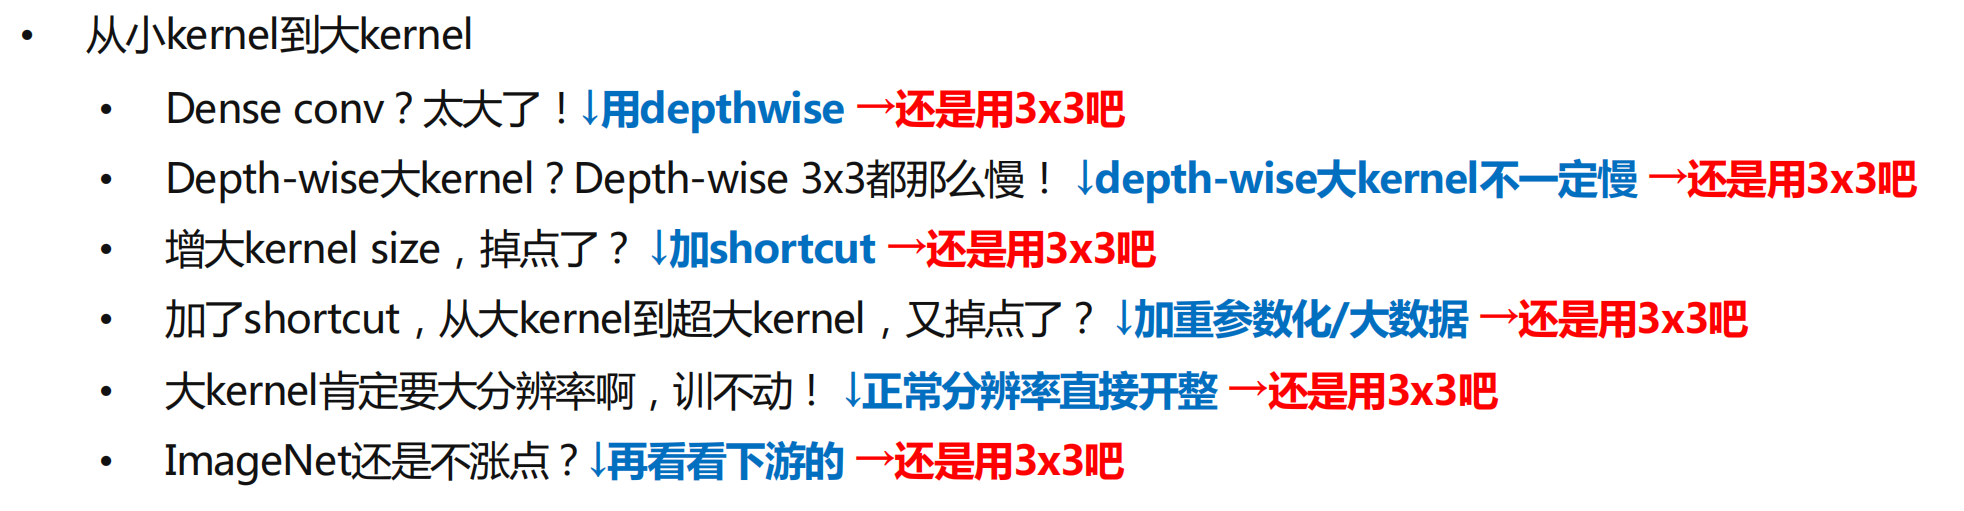 • 从小kernel到大kernel
• Dense conv？太大了！↓用depthwise →还是用3x3吧
• Depth-wise大kernel？Depth-wise 3x3都那么慢！ ↓depth-wise大kernel不一定慢 →还是用3x3吧
• 增大kernel size，掉点了？ ↓加shortcut →还是用3x3吧
• 加了shortcut，从大kernel到超大kernel，又掉点了？ ↓加重参数化/大数据 →还是用3x3吧
• 大kernel肯定要大分辨率啊，训不动！ ↓正常分辨率直接开整 →还是用3x3吧
• ImageNet还是不涨点？↓再看看下游的 →还是用3x3吧